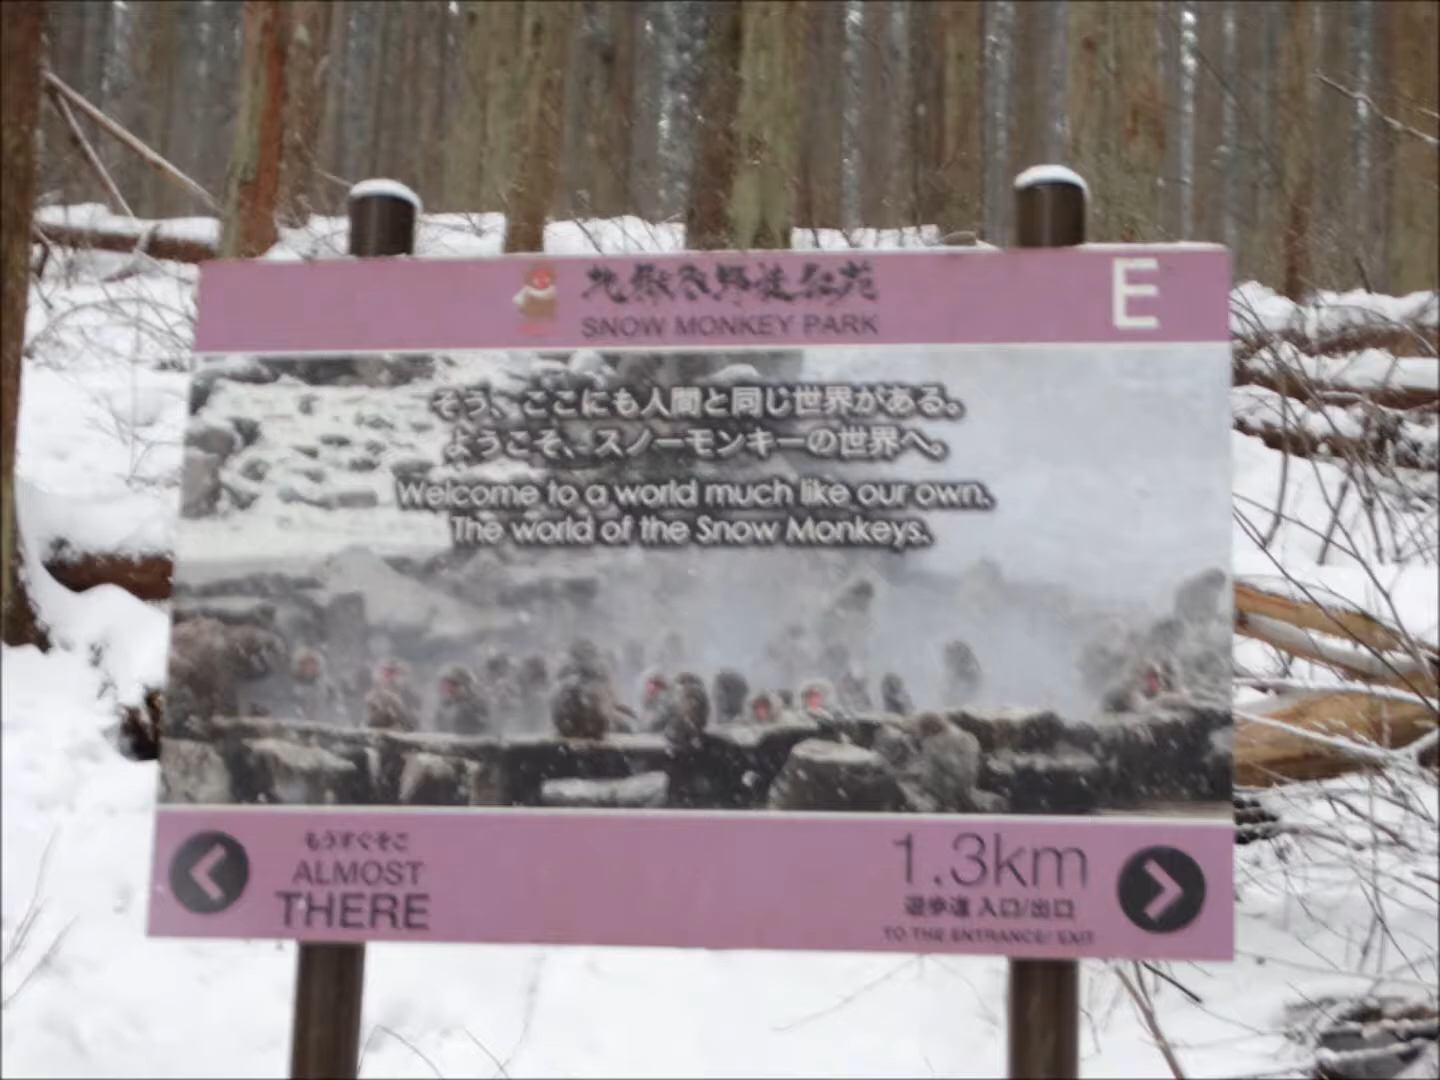 地獄谷野猿公苑
SNOW MONKEY PARK
E
そう、ここにも人間と同じ世界がある。
ようこそ、スノーモンキーの世界へ。
Welcome to a world much like our own.
The world of the Snow Monkeys.
もうすぐそこ
ALMOST
THERE
1.3km
遊歩道 入口/出口
TO THE ENTRANCE/ EXIT